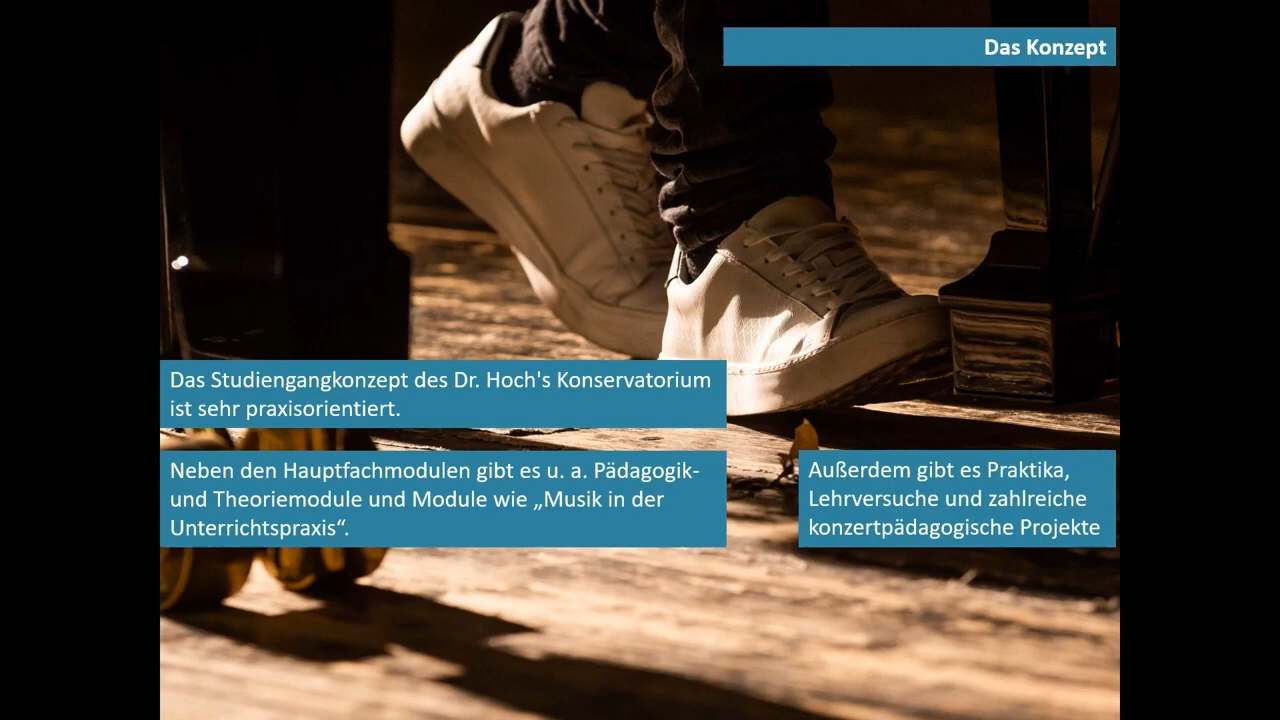 Das Konzept
Das Studiengangkonzept des Dr. Hoch's Konservatorium
ist sehr praxisorientiert.
Neben den Hauptfachmodulen gibt es u. a. Pädagogik-
und Theoriemodule und Module wie „Musik in der
Unterrichtspraxis“.
Außerdem gibt es Praktika,
Lehrversuche und zahlreiche
konzertpädagogische Projekte